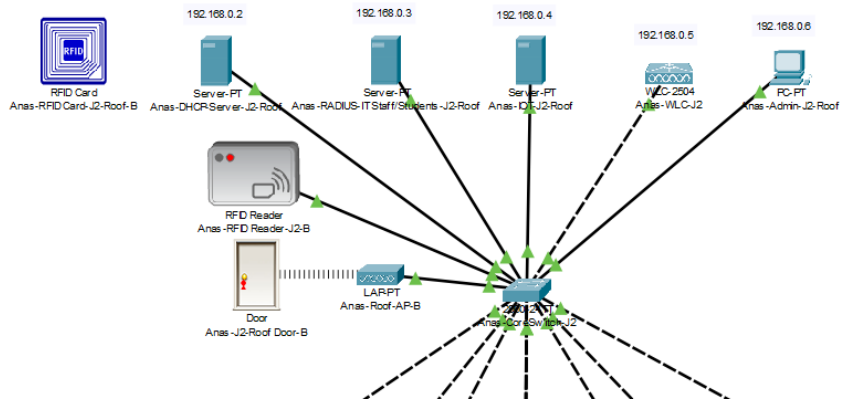 192.168.0.2
192.168.0.3
192.168.0.4
192.168.0.5
192.168.0.6
RFID
RFID Card
Anas-RFID Card-J2-Roof-B
Server-PT
Anas-DHCP-Server-J2-Roof
Server-PT
Anas-RADIUS-ITStaff/Students-J2-Roof
Server-PT
Anas-IOT-J2-Roof
WLC-2504
Anas-WLC-J2
PC-PT
Anas-Admin-J2-Roof
RFID Reader
Anas-RFID Reader-J2-B
LAP-PT
Anas-Roof-AP-B
Door
Anas-J2-Roof Door-B
Anas-CoreSwitch-J2